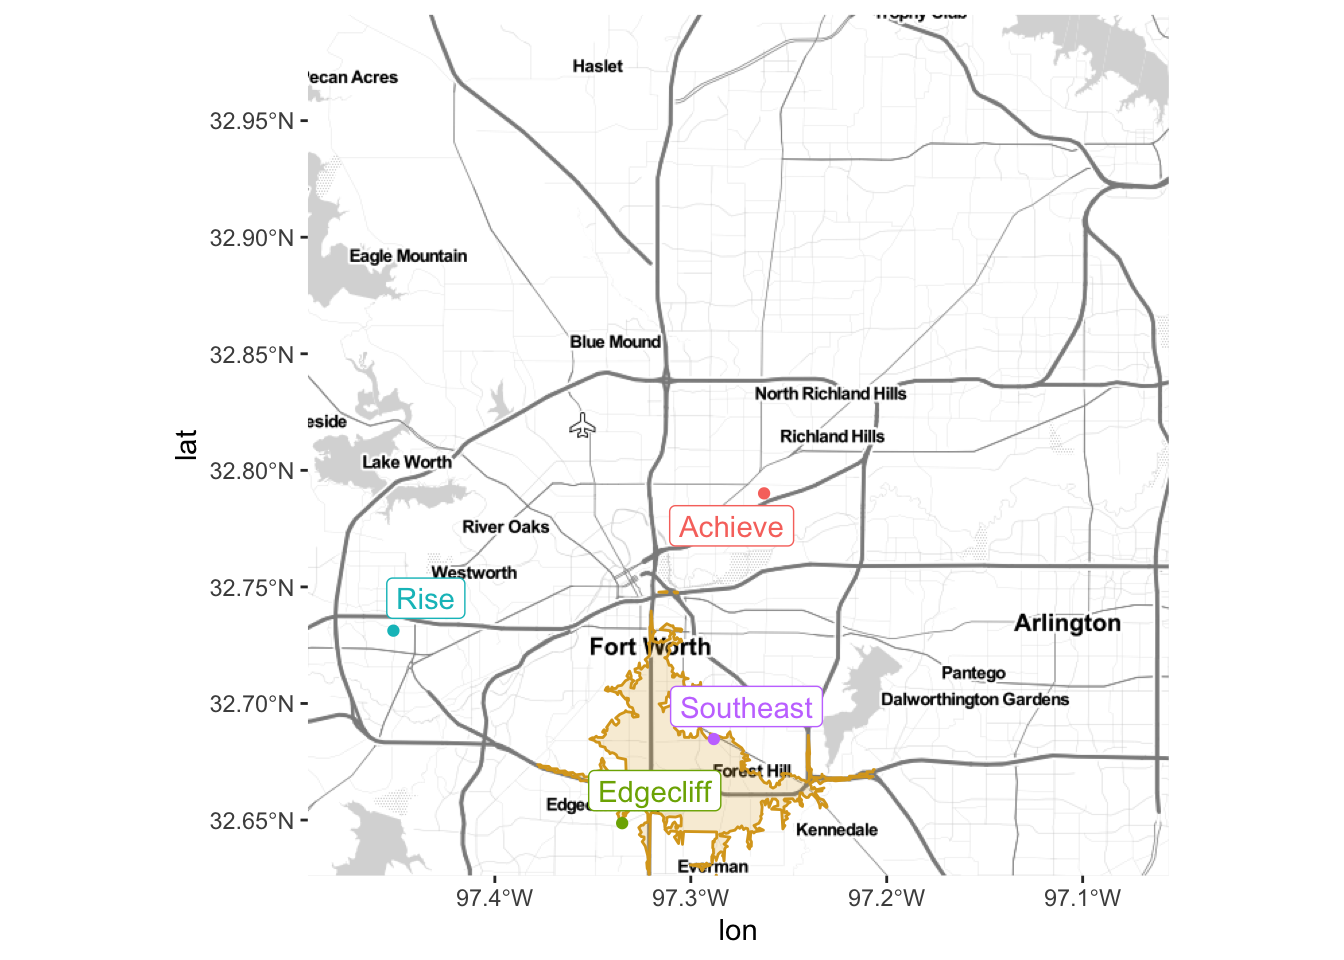 Trophy Club
Haslet
ecan Acres
32.95°N
32.90°N
Eagle Mountain
32.85°N
Blue Mound
North Richland Hills
eside
Richland Hills
lat
32.80°N
Lake Worth
River Oaks
Achieve
Westworth
32.75°N
Rise
Arlington
Fort Worth
Pantego
32.70°N
Dalworthington Gardens
Southeast
Forest Hill
Edgecliff
Edgec
32.65°N
Kennedale
Everman
97.4°W
97.3°W
97.2°W
97.1°W
lon